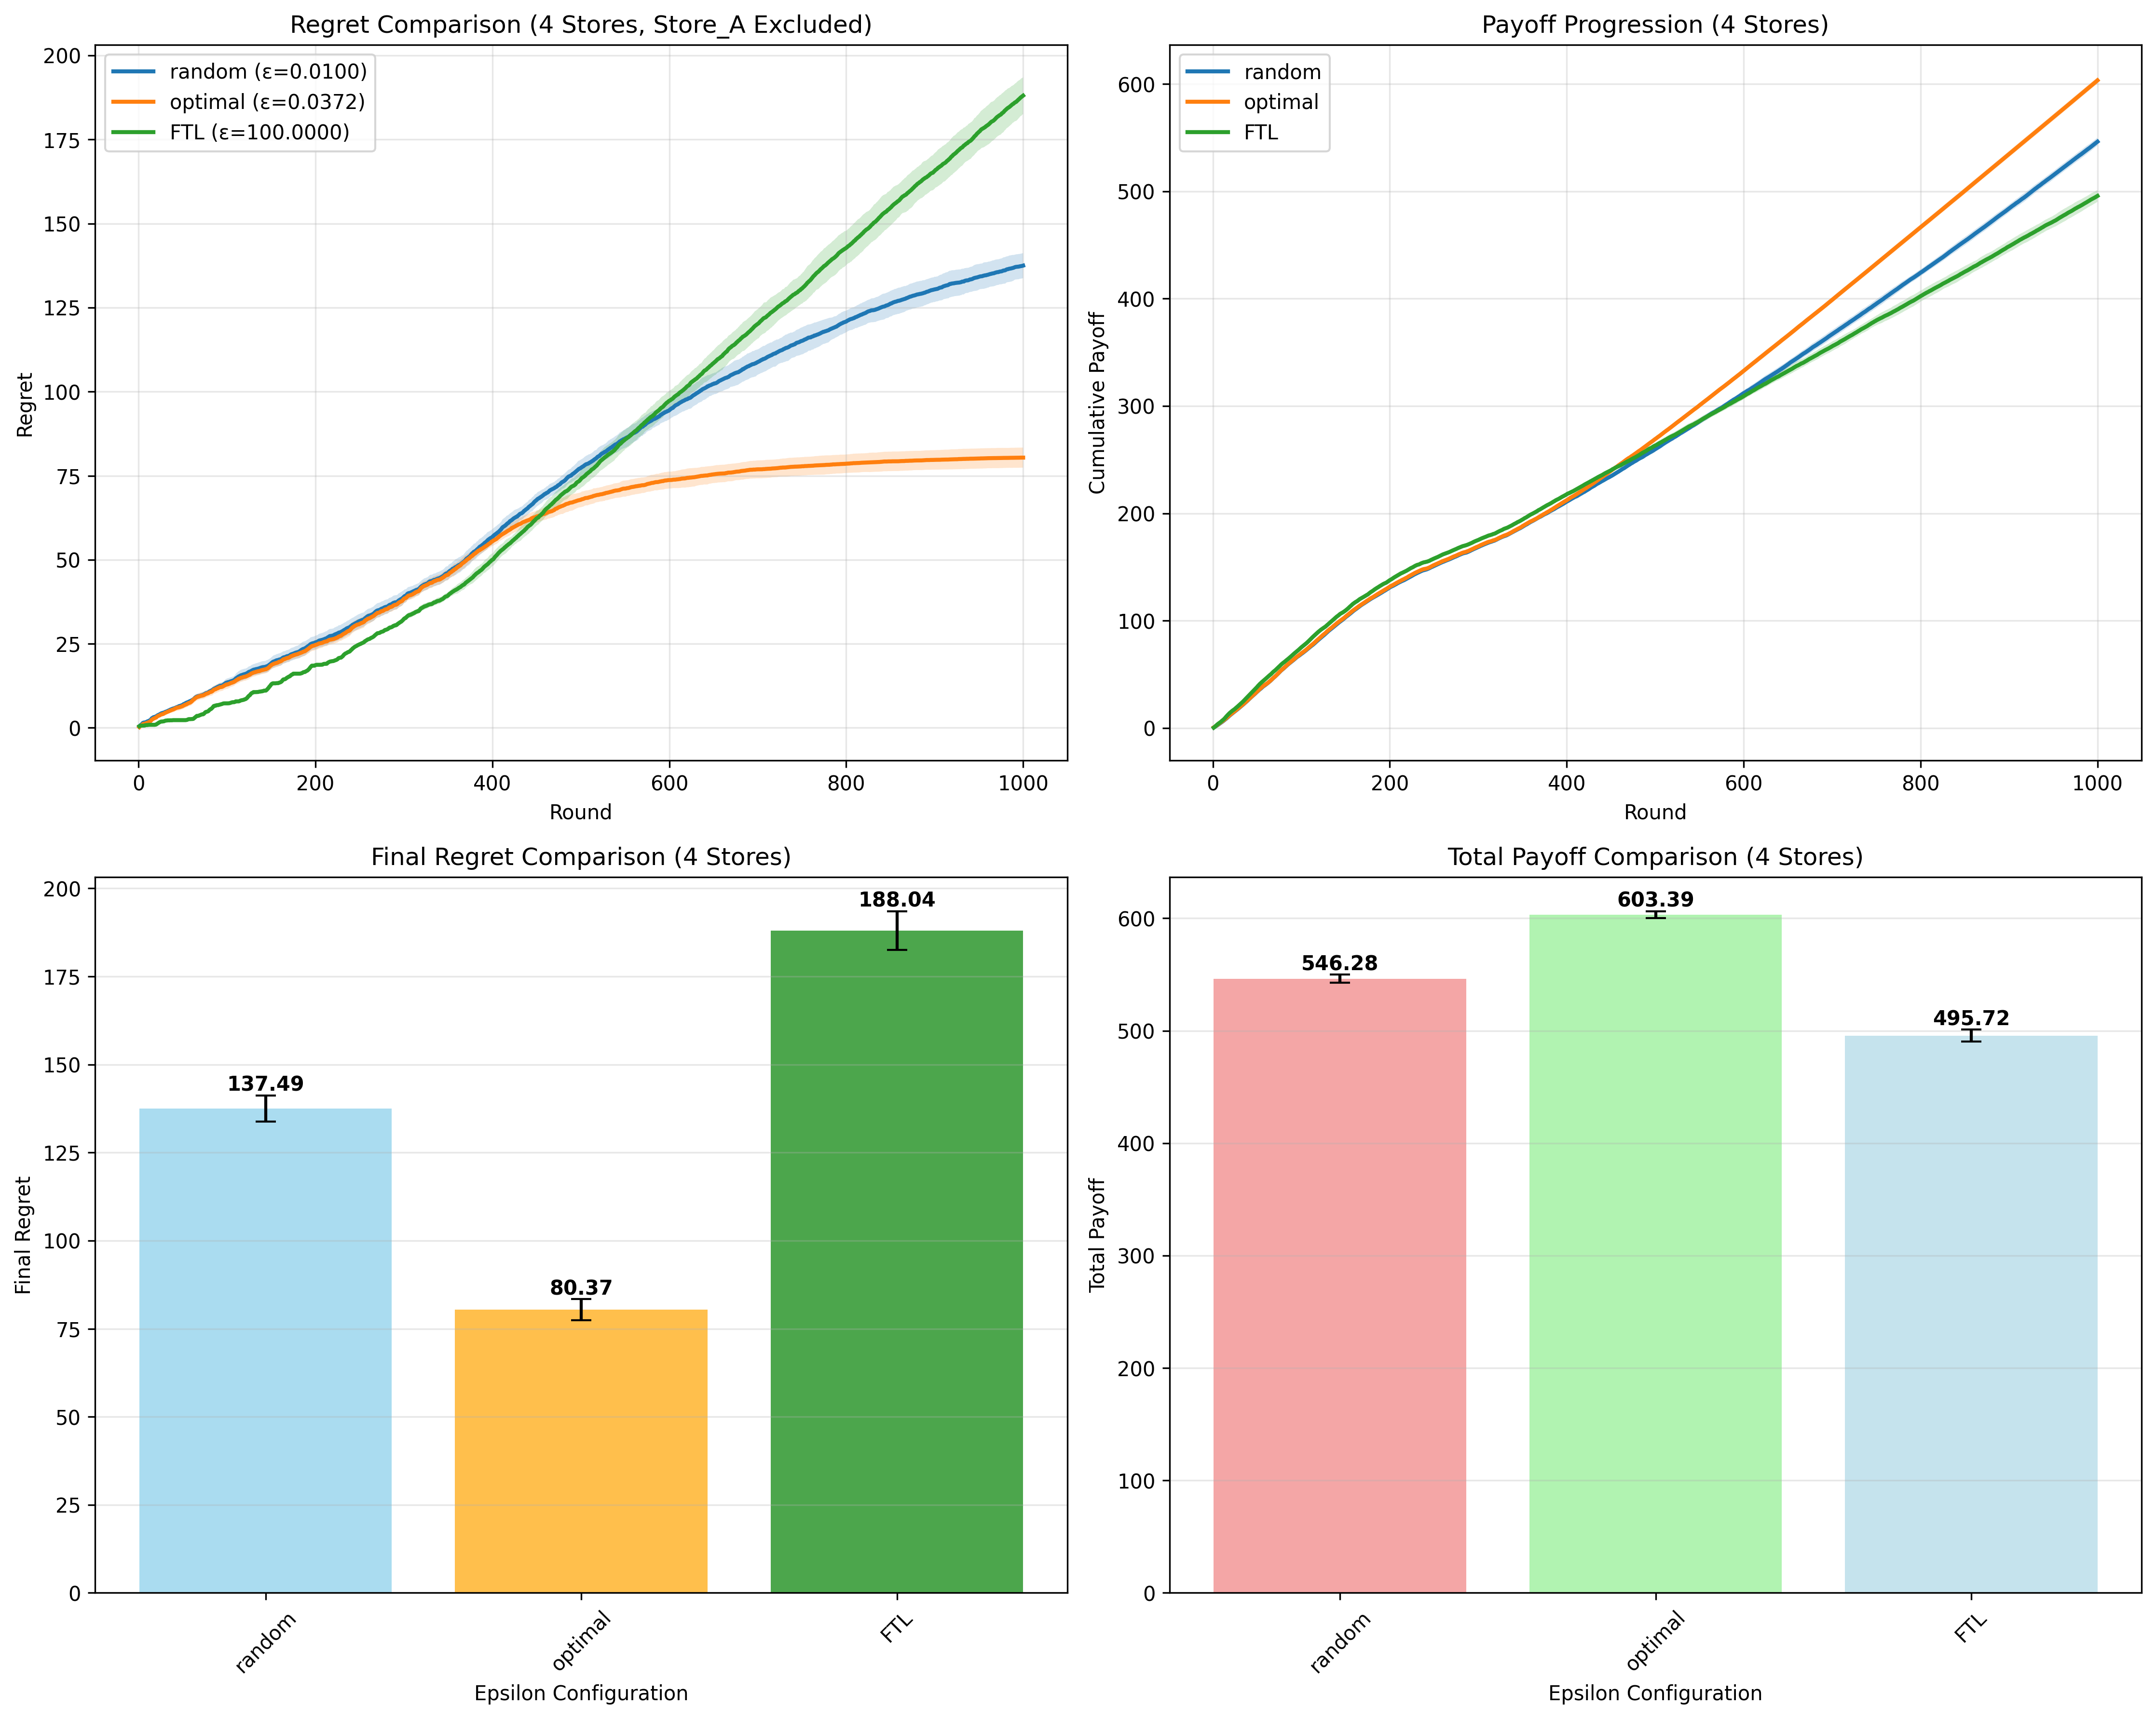 Regret Comparison (4 Stores, Store_A Excluded)
random (ε=0.0100)
optimal (ε=0.0372)
FTL (ε=100.0000)
200
175
150
125
100
75
50
25
0
Regret
0 200 400 600 800 1000
Round
Payoff Progression (4 Stores)
random
optimal
FTL
600
500
400
300
200
100
0
Cumulative Payoff
0 200 400 600 800 1000
Round
Final Regret Comparison (4 Stores)
200
175
150
125
100
75
50
25
0
Final Regret
137.49
80.37
188.04
random optimal FTL
Epsilon Configuration
Total Payoff Comparison (4 Stores)
600
500
400
300
200
100
0
Total Payoff
546.28
603.39
495.72
random optimal FTL
Epsilon Configuration